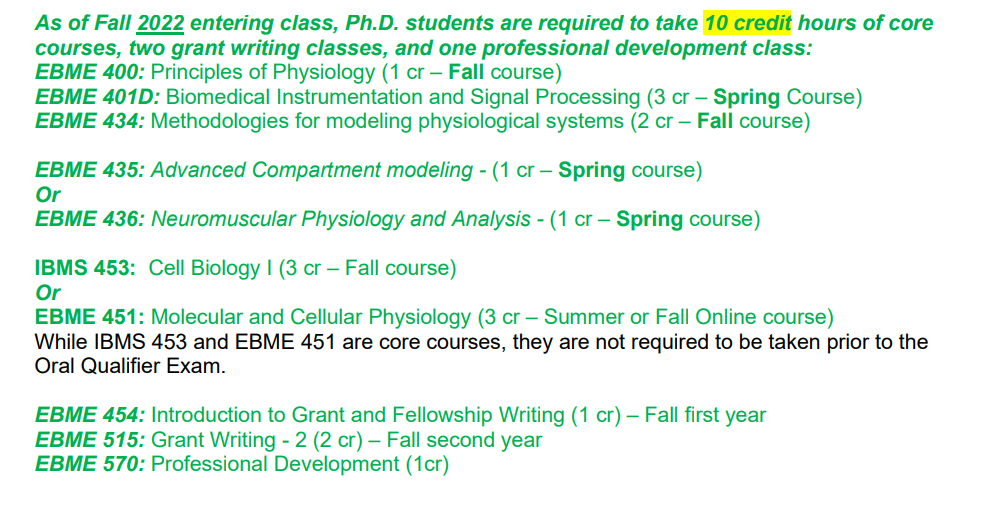 As of Fall 2022 entering class, Ph.D. students are required to take 10 credit hours of core
courses, two grant writing classes, and one professional development class:
EBME 400: Principles of Physiology (1 cr – Fall course)
EBME 401D: Biomedical Instrumentation and Signal Processing (3 cr – Spring Course)
EBME 434: Methodologies for modeling physiological systems (2 cr – Fall course)
EBME 435: Advanced Compartment modeling - (1 cr – Spring course)
Or
EBME 436: Neuromuscular Physiology and Analysis - (1 cr – Spring course)
IBMS 453:  Cell Biology I (3 cr – Fall course)
Or
EBME 451: Molecular and Cellular Physiology (3 cr – Summer or Fall Online course)
While IBMS 453 and EBME 451 are core courses, they are not required to be taken prior to the
Oral Qualifier Exam.
EBME 454: Introduction to Grant and Fellowship Writing (1 cr) – Fall first year
EBME 515: Grant Writing - 2 (2 cr) – Fall second year
EBME 570: Professional Development (1cr)